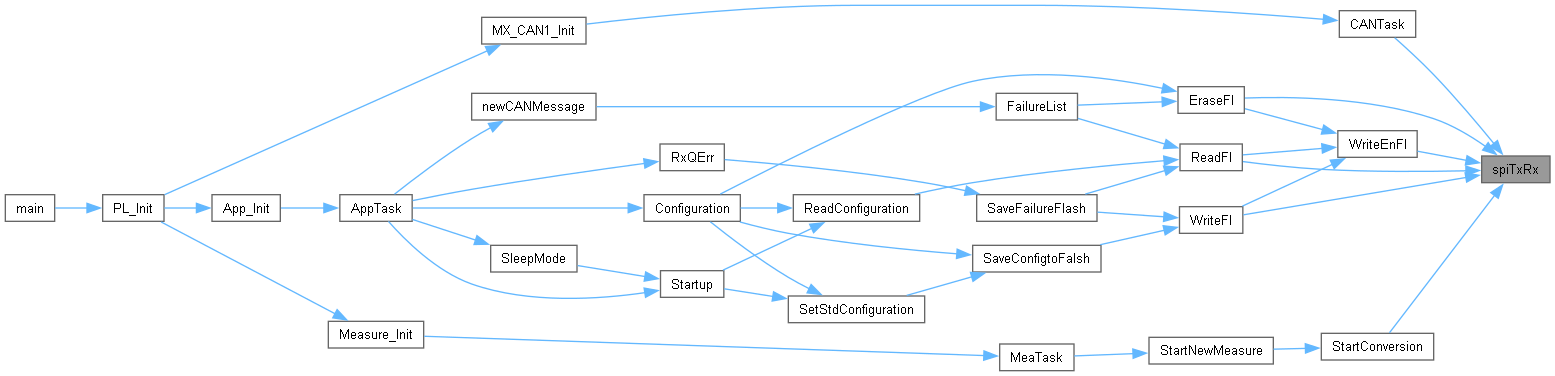 CANTask
MX_CAN1_Init
newCANMessage
FailureList
EraseFl
WriteEnFl
RxQErr
ReadFl
spiTxRx
main
PL_Init
App_Init
AppTask
Configuration
ReadConfiguration
SaveFailureFlash
WriteFl
SleepMode
SaveConfigtoFalsh
Startup
SetStdConfiguration
Measure_Init
MeaTask
StartNewMeasure
StartConversion